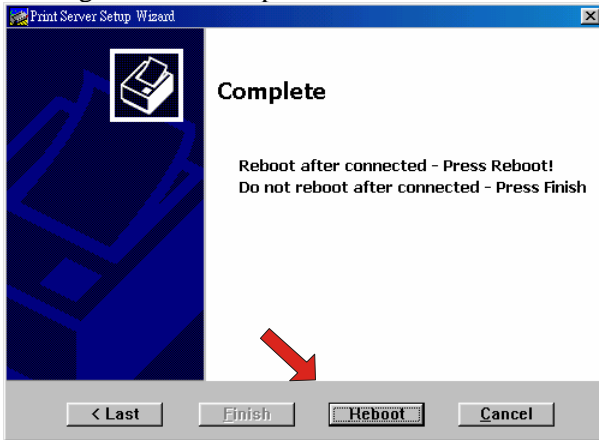 Print Server Setup Wizard
Complete
Reboot after connected - Press Reboot!
Do not reboot after connected - Press Finish
< Last
Finish
Reboot
Cancel